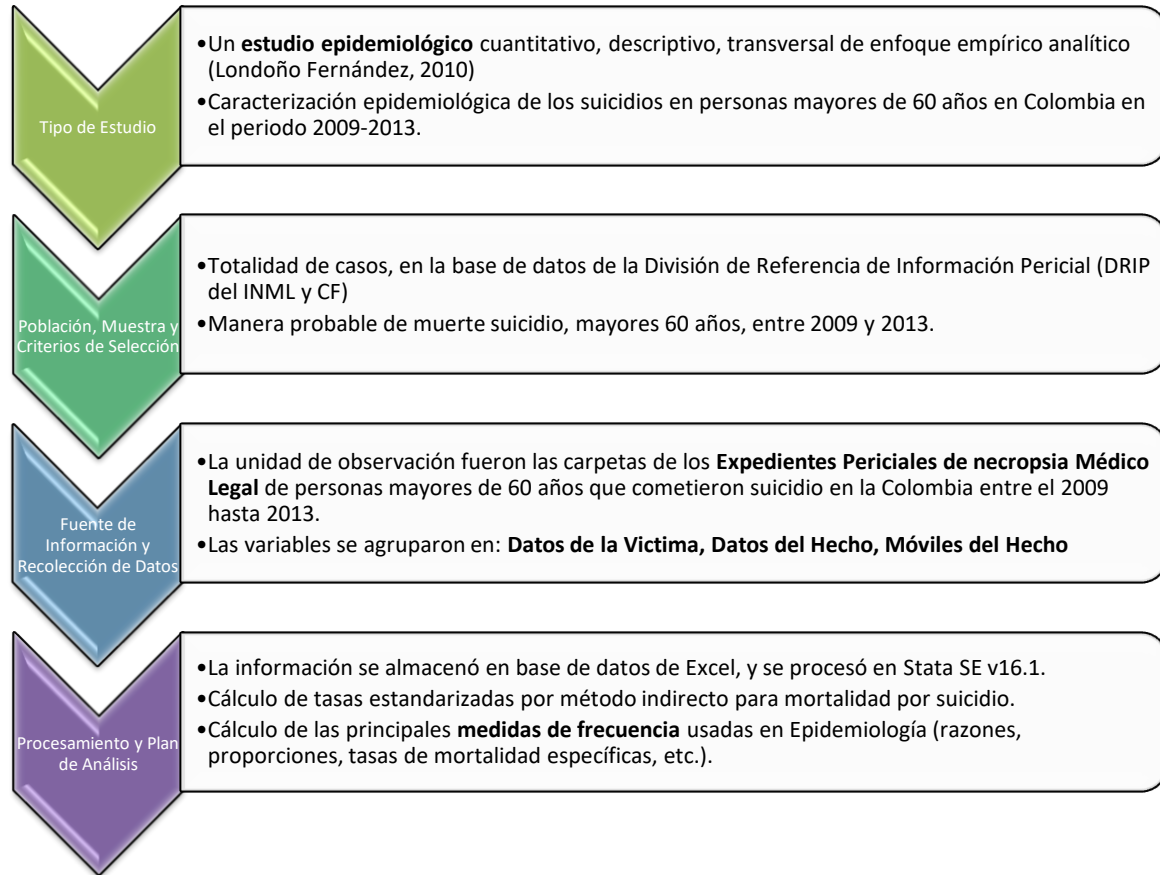 Tipo de Estudio
•Un estudio epidemiológico cuantitativo, descriptivo, transversal de enfoque empírico analítico
(Londoño Fernández, 2010)
•Caracterización epidemiológica de los suicidios en personas mayores de 60 años en Colombia en
el periodo 2009-2013.
Población, Muestra y
Criterios de Selección
•Totalidad de casos, en la base de datos de la División de Referencia de Información Pericial (DRIP
del INML y CF)
•Manera probable de muerte suicidio, mayores 60 años, entre 2009 y 2013.
Fuente de
Información y
Recolección de Datos
•La unidad de observación fueron las carpetas de los Expedientes Periciales de necropsia Médico
Legal de personas mayores de 60 años que cometieron suicidio en la Colombia entre el 2009
hasta 2013.
•Las variables se agruparon en: Datos de la Victima, Datos del Hecho, Móviles del Hecho
Procesamiento y Plan
de Análisis
•La información se almacenó en base de datos de Excel, y se procesó en Stata SE v16.1.
•Cálculo de tasas estandarizadas por método indirecto para mortalidad por suicidio.
•Cálculo de las principales medidas de frecuencia usadas en Epidemiología (razones,
proporciones, tasas de mortalidad específicas, etc.).